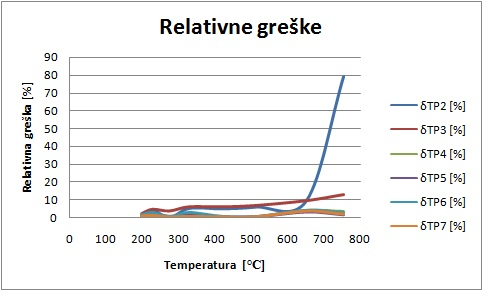 Relativne greške
Relativna greška [%]
90
80
70
60
50
40
30
20
10
0
0 100 200 300 400 500 600 700 800
Temperatura [°C]
δTP2 [%]
δTP3 [%]
δTP4 [%]
δTP5 [%]
δTP6 [%]
δTP7 [%]